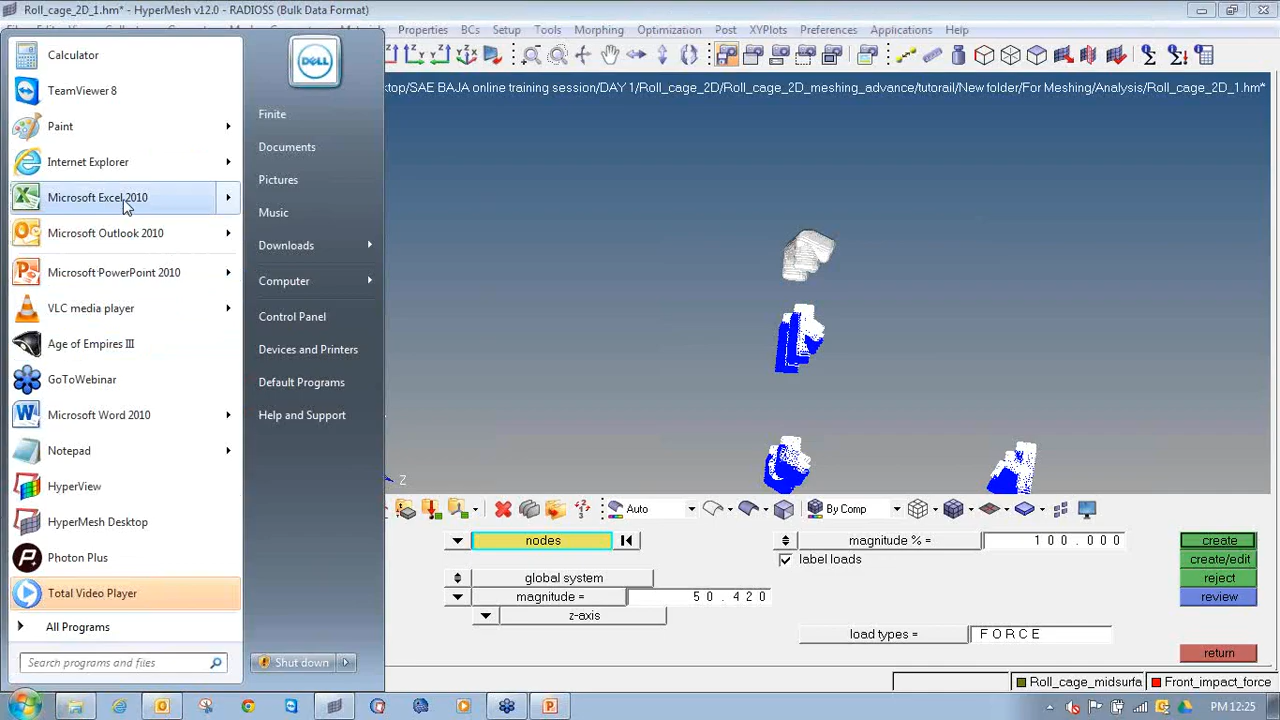 Roll_cage_2D_1.hm* - HyperMesh v12.0 - RADIOSS (Bulk Data Format)
Properties BCs Setup Tools Morphing Optimization Post XYPlots Preferences Applications Help
top/SAE BAJA online training session/DAY 1/Roll_cage_2D/Roll_cage_2D_meshing_advance/tutorail/New folder/For Meshing/Analysis/Roll_cage_2D_1.hm*
Calculator
TeamViewer 8
Paint
Internet Explorer
Microsoft Excel 2010
Microsoft Outlook 2010
Microsoft PowerPoint 2010
VLC media player
Age of Empires III
GoToWebinar
Microsoft Word 2010
Notepad
HyperView
HyperMesh Desktop
Photon Plus
Total Video Player
All Programs
Search programs and files
DELL
Finite
Documents
Pictures
Music
Downloads
Computer
Control Panel
Devices and Printers
Default Programs
Help and Support
Shut down
Z
Auto By Comp
nodes magnitude % = 100.000 create
label loads create/edit
global system reject
magnitude = 50.420 review
z-axis
load types = FORCE
return
Roll_cage_midsurfa Front_impact_force
PM 12:25